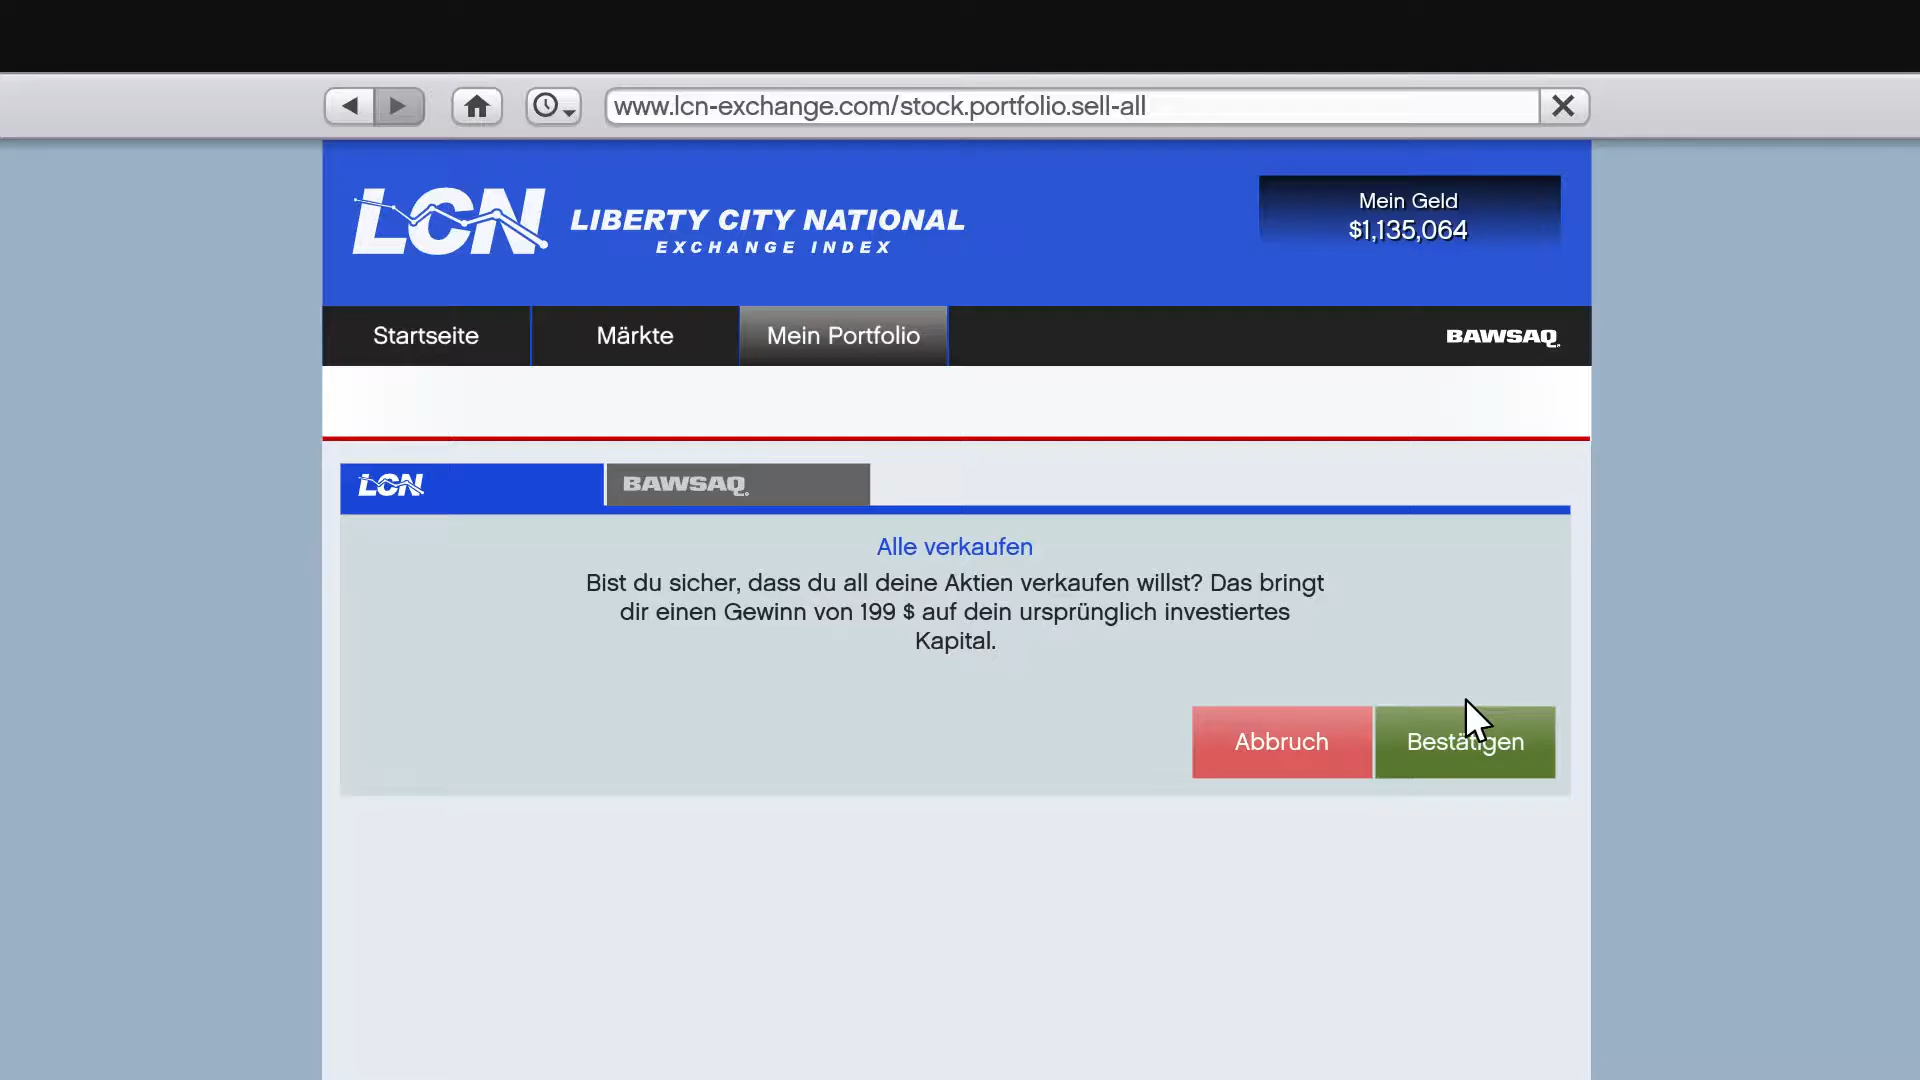 www.lcn-exchange.com/stock.portfolio.sell-all
LCN
LIBERTY CITY NATIONAL
EXCHANGE INDEX
Mein Geld
$1,135,064
Startseite
Märkte
Mein Portfolio
BAWSAQ
LCN
BAWSAQ
Alle verkaufen
Bist du sicher, dass du all deine Aktien verkaufen willst? Das bringt
dir einen Gewinn von 199 $ auf dein ursprünglich investiertes
Kapital.
Abbruch
Bestätigen